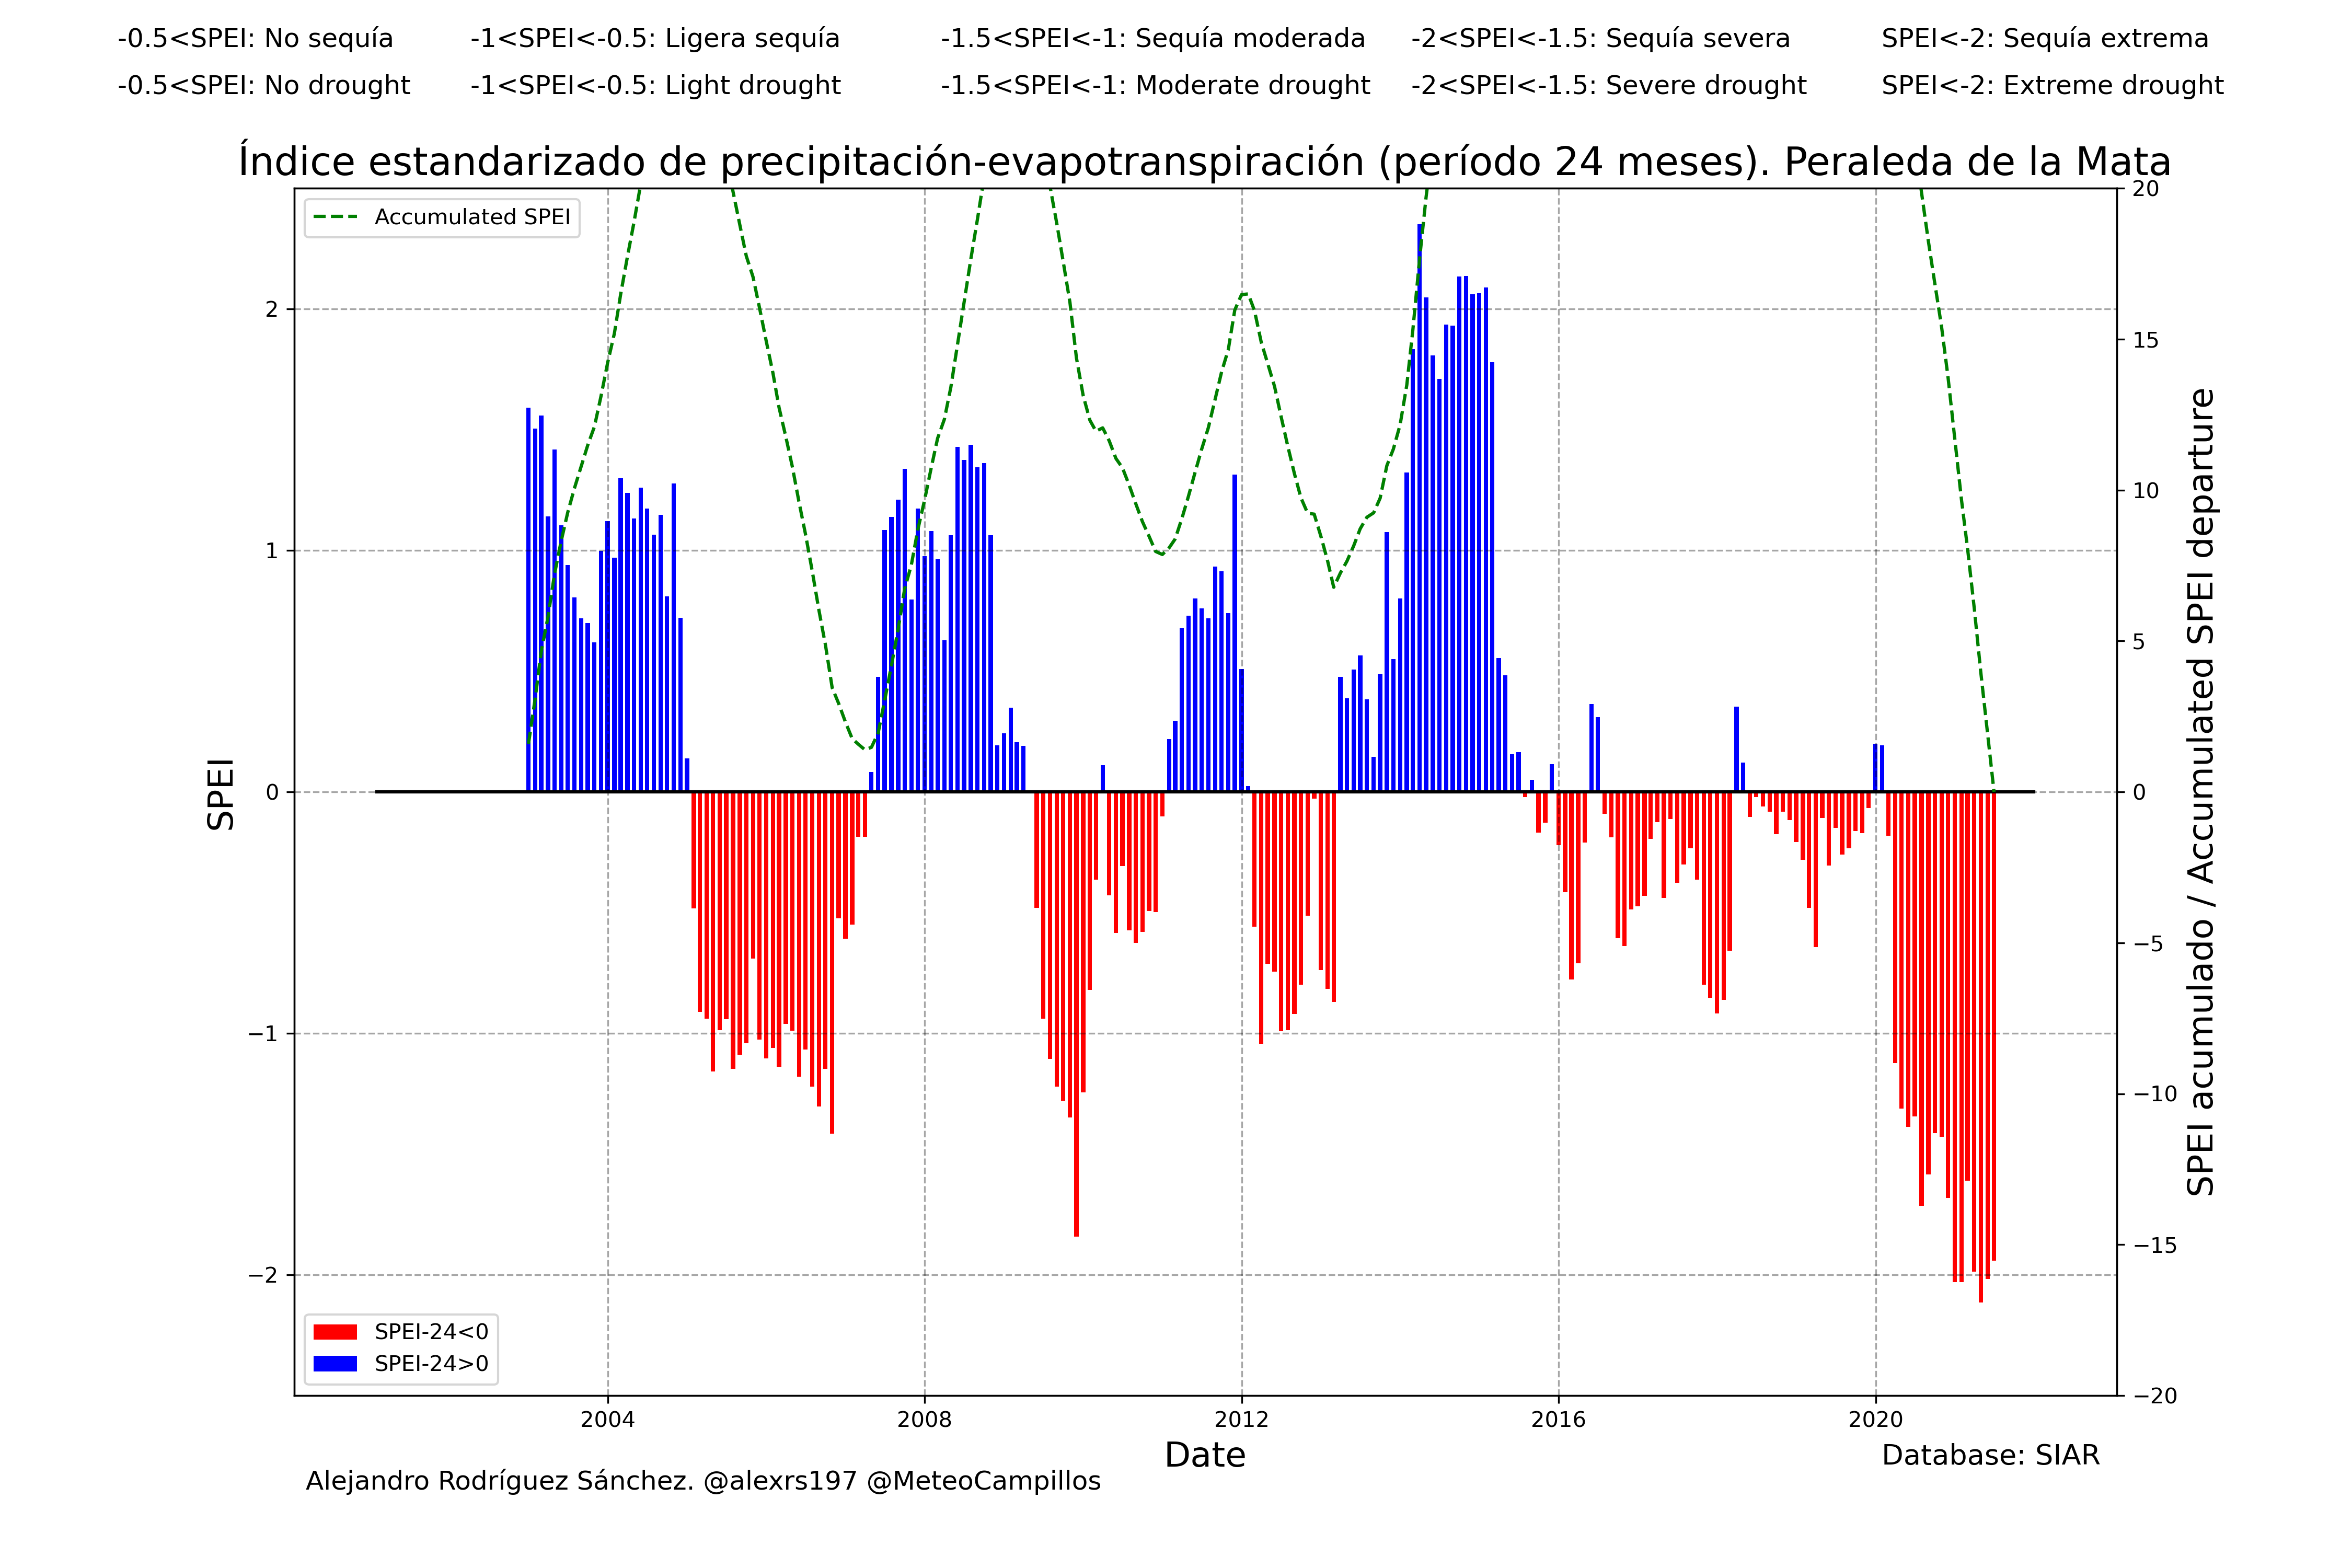 -0.5<SPEI: No sequía -1<SPEI<-0.5: Ligera sequía -1.5<SPEI<-1: Sequía moderada -2<SPEI<-1.5: Sequía severa SPEI<-2: Sequía extrema
-0.5<SPEI: No drought -1<SPEI<-0.5: Light drought -1.5<SPEI<-1: Moderate drought -2<SPEI<-1.5: Severe drought SPEI<-2: Extreme drought
Índice estandarizado de precipitación-evapotranspiración (período 24 meses). Peraleda de la Mata
Accumulated SPEI
SPEI
2
1
0
−1
−2
20
15
10
5
0
−5
−10
−15
−20
SPEI acumulado / Accumulated SPEI departure
SPEI-24<0
SPEI-24>0
2004 2008 2012 2016 2020
Date
Database: SIAR
Alejandro Rodríguez Sánchez. @alexrs197 @MeteoCampillos